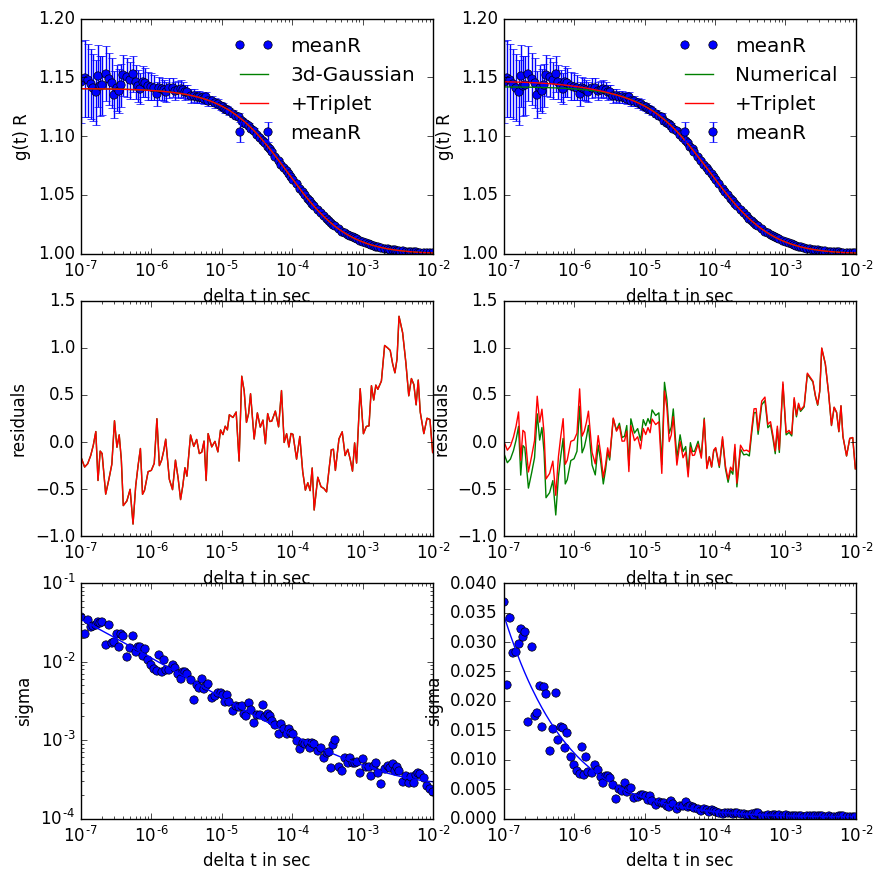 1.20
1.15
1.10
1.05
1.00
g(t) R
meanR
3d-Gaussian
+Triplet
meanR
10^-7 10^-6 10^-5 10^-4 10^-3 10^-2
delta t in sec
1.20
1.15
1.10
1.05
1.00
g(t) R
meanR
Numerical
+Triplet
meanR
10^-7 10^-6 10^-5 10^-4 10^-3 10^-2
delta t in sec
1.5
1.0
0.5
0.0
−0.5
−1.0
residuals
10^-7 10^-6 10^-5 10^-4 10^-3 10^-2
delta t in sec
1.5
1.0
0.5
0.0
−0.5
−1.0
residuals
10^-7 10^-6 10^-5 10^-4 10^-3 10^-2
delta t in sec
10^-1
10^-2
10^-3
10^-4
sigma
10^-7 10^-6 10^-5 10^-4 10^-3 10^-2
delta t in sec
0.040
0.035
0.030
0.025
0.020
0.015
0.010
0.005
0.000
sigma
10^-7 10^-6 10^-5 10^-4 10^-3 10^-2
delta t in sec